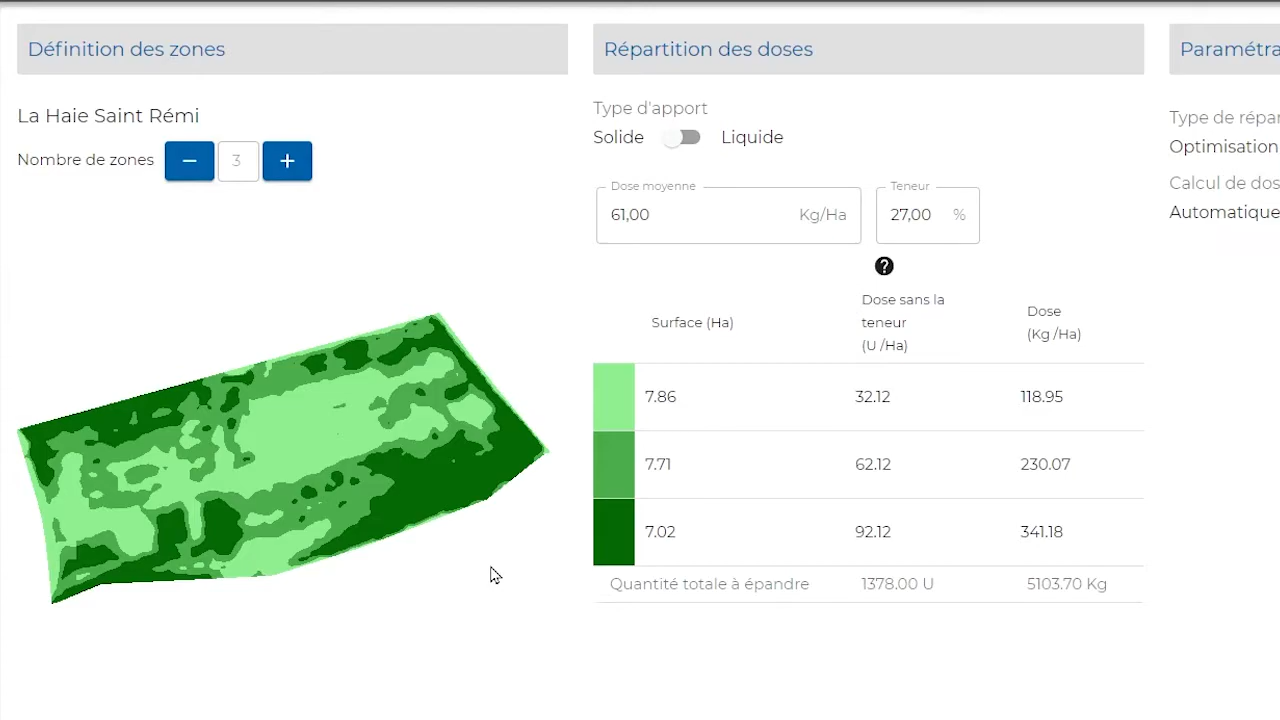 Définition des zones
La Haie Saint Rémi
Nombre de zones
−
3
+
Répartition des doses
Type d'apport
Solide
Liquide
Dose moyenne
61,00
Kg/Ha
Teneur
27,00
%
?
Surface (Ha)
Dose sans la
teneur
(U /Ha)
Dose
(Kg /Ha)
7.86 32.12 118.95
7.71 62.12 230.07
7.02 92.12 341.18
Quantité totale à épandre 1378.00 U 5103.70 Kg
Paramétra
Type de répar
Optimisation
Calcul de dos
Automatique